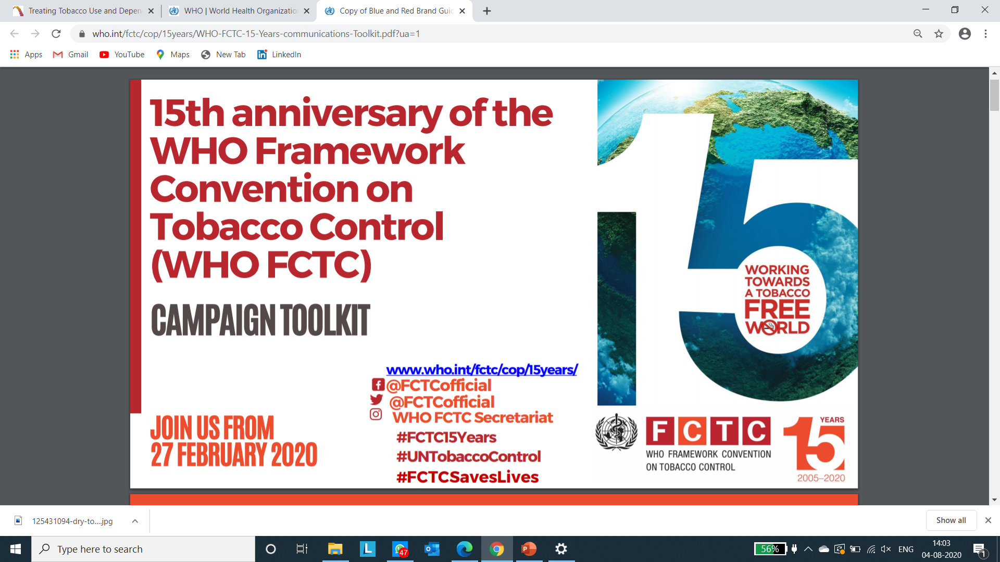 Treating Tobacco Use and Depen
WHO | World Health Organizatio
Copy of Blue and Red Brand Guid
who.int/fctc/cop/15years/WHO-FCTC-15-Years-communications-Toolkit.pdf?ua=1
Apps
Gmail
YouTube
Maps
New Tab
LinkedIn
15th anniversary of the
WHO Framework
Convention on
Tobacco Control
(WHO FCTC)
CAMPAIGN TOOLKIT
JOIN US FROM
27 FEBRUARY 2020
www.who.int/fctc/cop/15years/
@FCTCofficial
@FCTCofficial
WHO FCTC Secretariat
#FCTC15Years
#UNTobaccoControl
#FCTCSavesLives
15
WORKING
TOWARDS
A TOBACCO
FREE
WORLD
FCTC
WHO FRAMEWORK CONVENTION
ON TOBACCO CONTROL
YEARS
15
2005–2020
125431094-dry-to....jpg
Show all
Type here to search
L
47
56%
ENG
14:03
04-08-2020
1